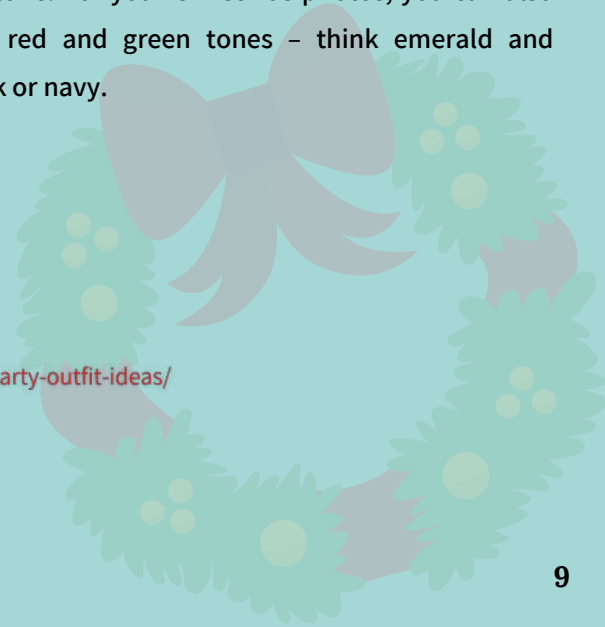 red and green tones – think emerald and
k or navy.
arty-outfit-ideas/
9